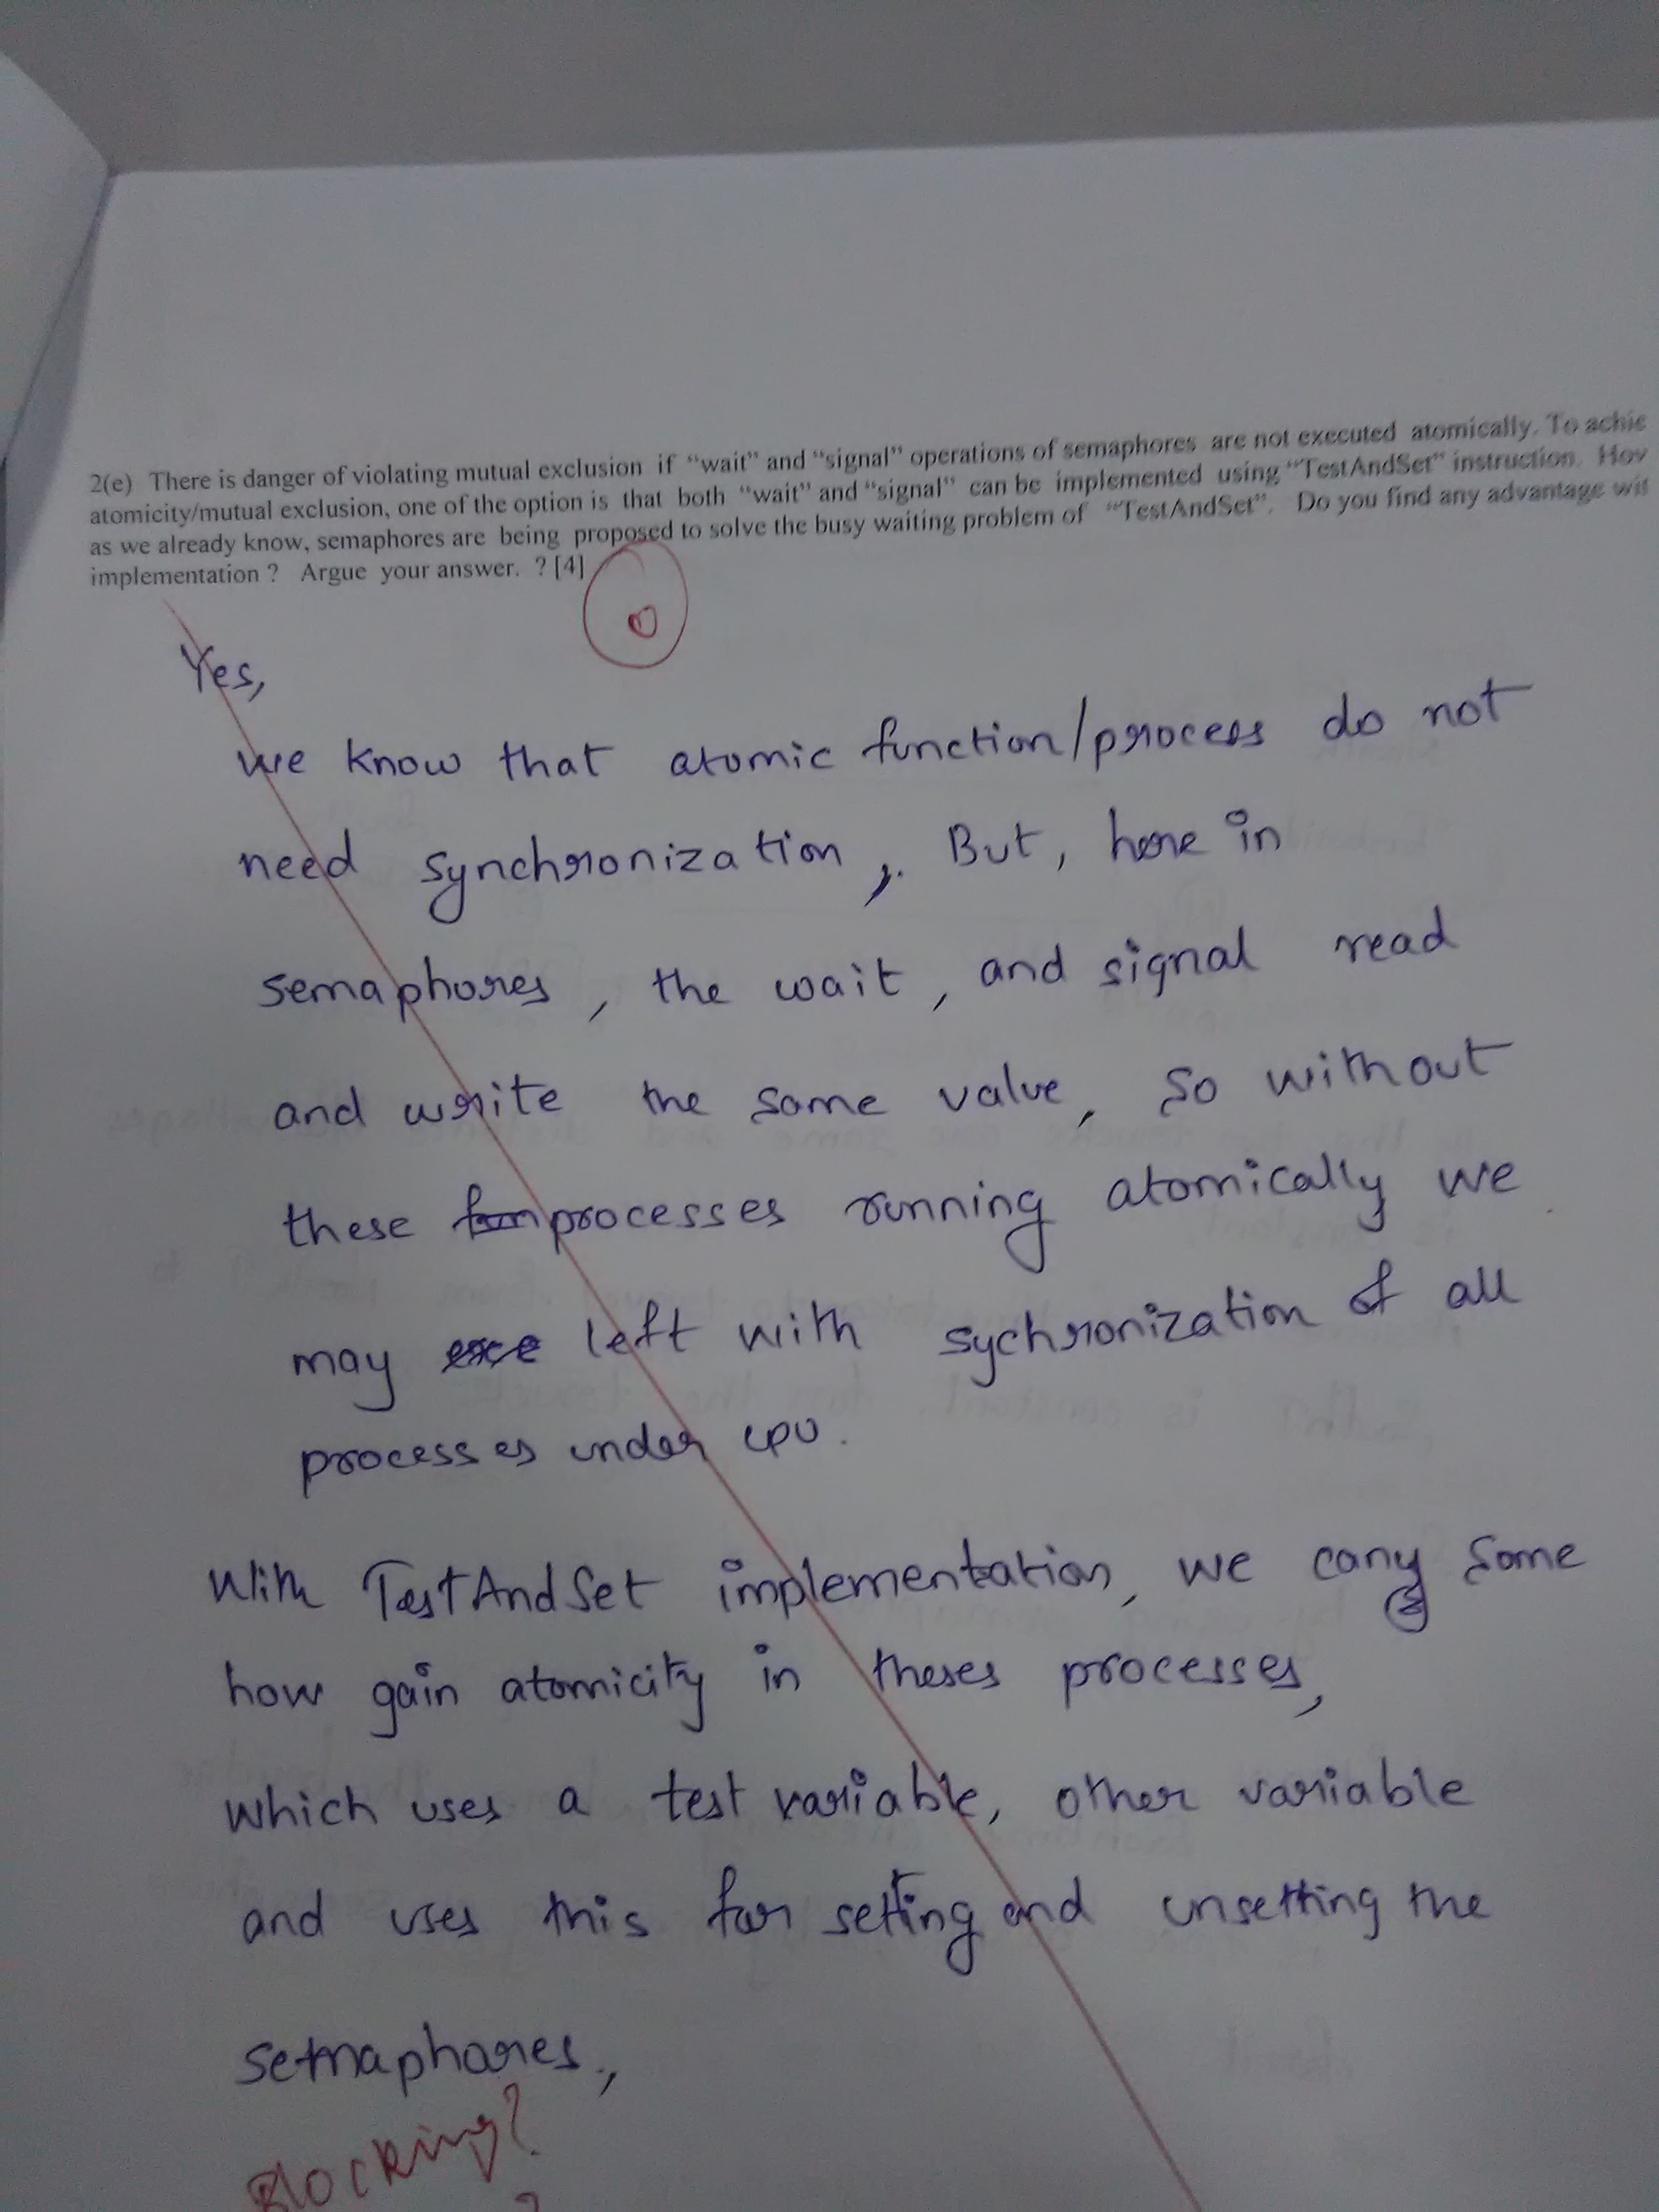 2(e) There is danger of violating mutual exclusion if “wait” and “signal” operations of semaphores are not executed atomically. To achie
atomicity/mutual exclusion, one of the option is that both “wait” and “signal” can be implemented using “TestAndSet” instruction. Hov
as we already know, semaphores are being proposed to solve the busy waiting problem of “TestAndSet”. Do you find any advantage wit
implementation ? Argue your answer. ? [4]
0
Yes,
we know that atomic function/process do not
need synchronization,. But, here in
semaphores, the wait, and signal read
and write the same value, so without
these processes running atomically we
may left with sychronization of all
processes under cpu.
With TestAndSet implementation, we can some
how gain atomicity in theses processes,
which uses a test variable, other variable
and uses this for setting and unsetting the
semaphores.,
Blocking?
?